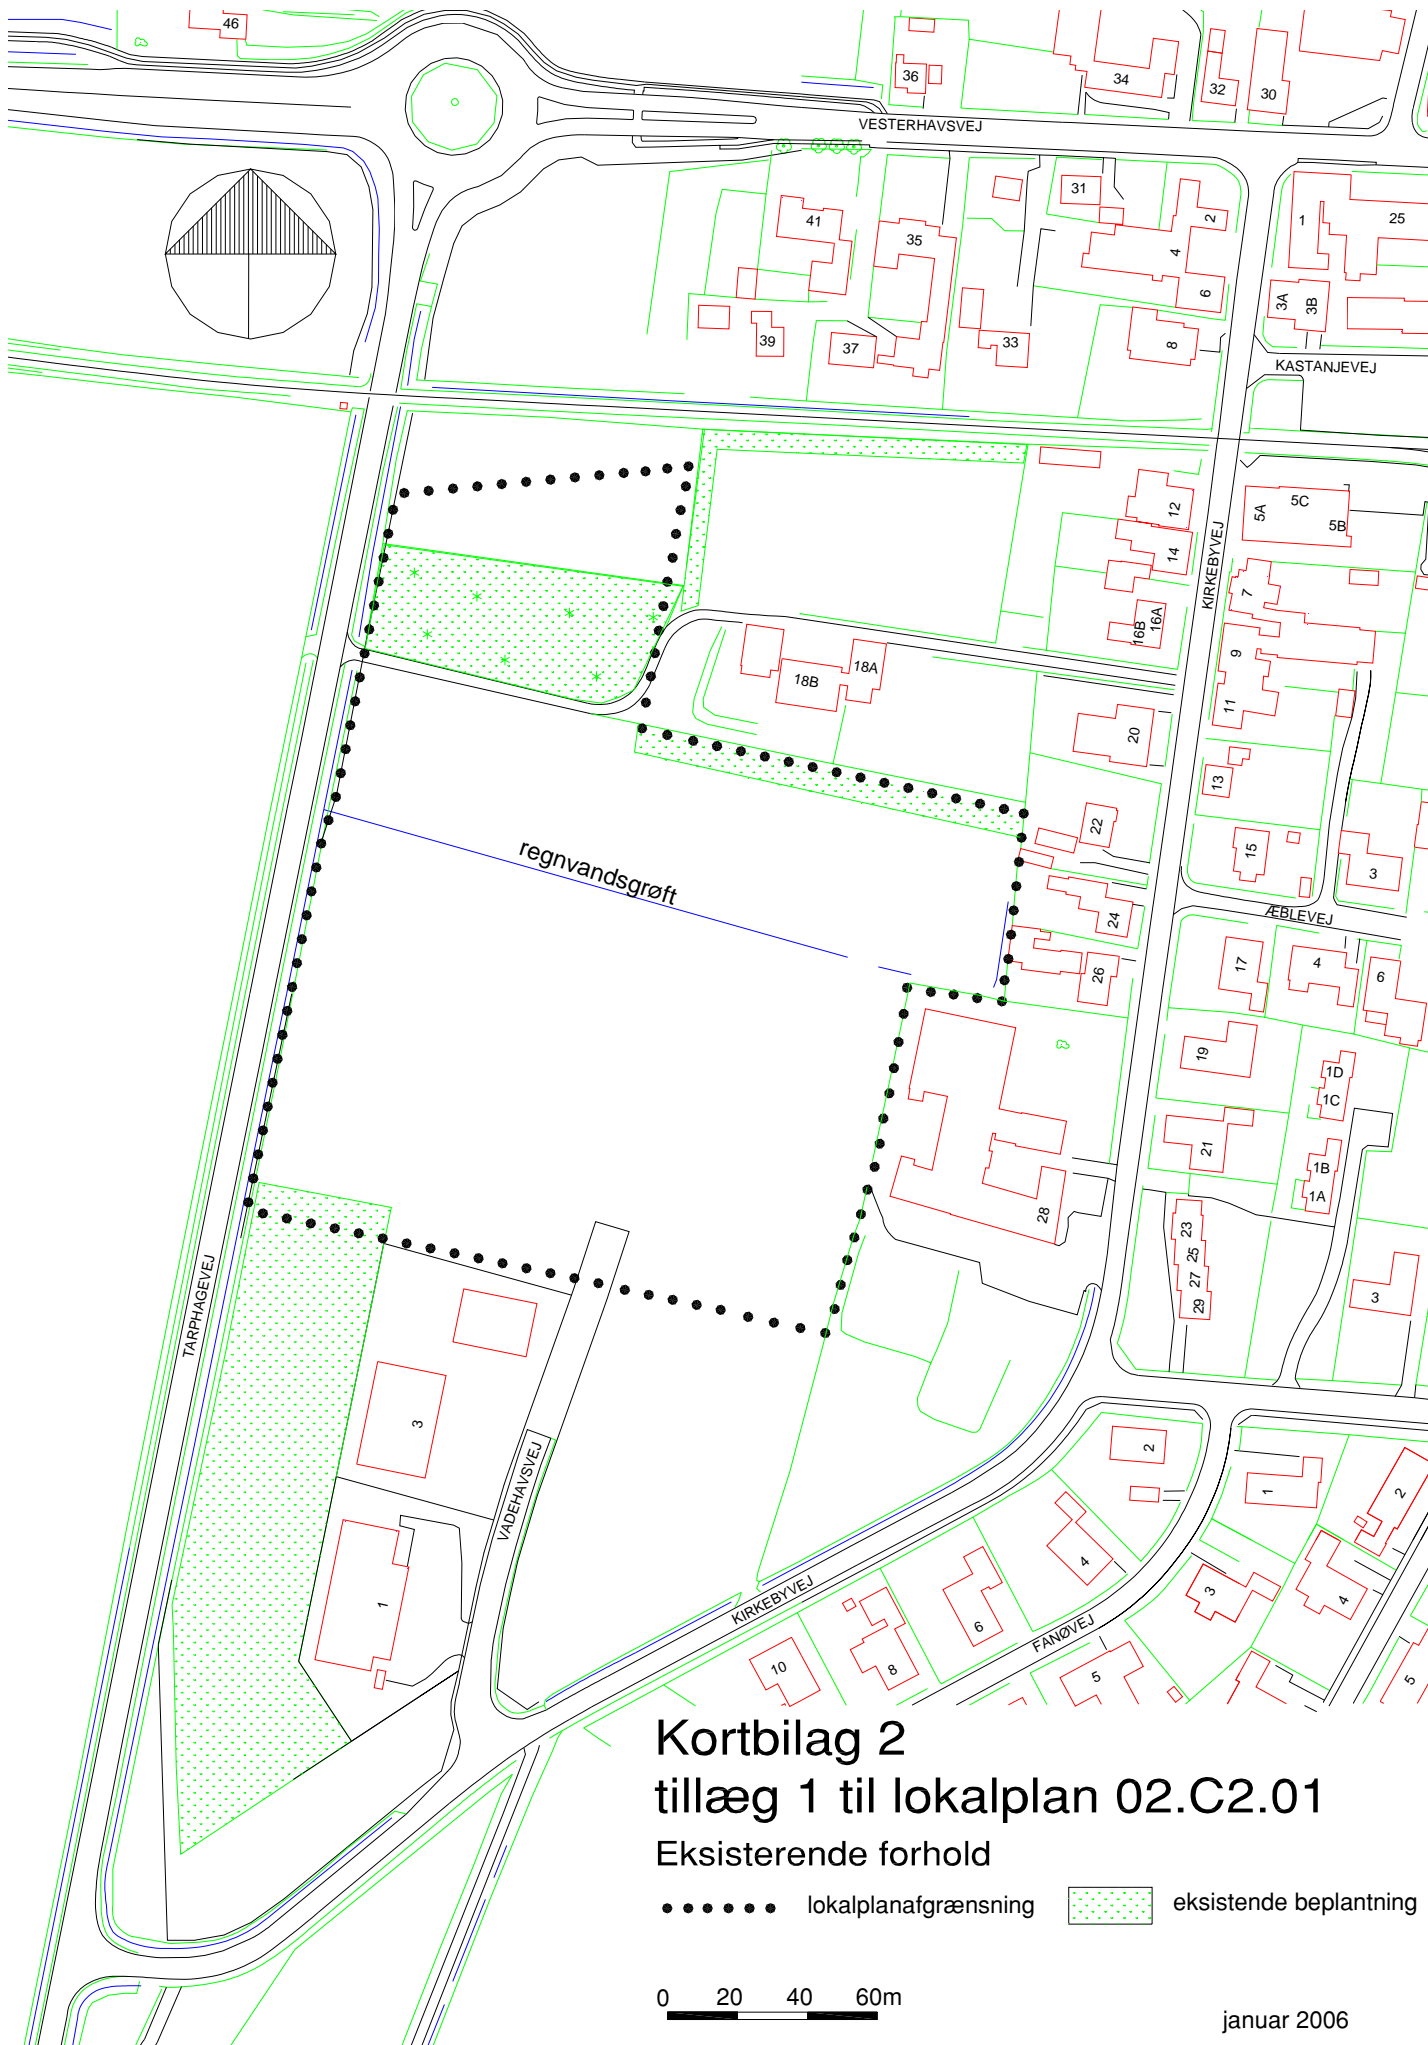 46
36
34
32
30
VESTERHAVSVEJ
31
41
35
2
4
6
1
25
3A
3B
39
37
33
8
KASTANJEVEJ
12
14
16B
16A
KIRKEBYVEJ
5A
5C
5B
7
9
11
18B
18A
20
13
22
15
3
regnvandsgrøft
24
26
ÆBLEVEJ
17
4
6
19
1D
1C
21
1B
1A
28
23
25
27
29
3
TARPHAGEVEJ
3
VADEHAVSVEJ
1
KIRKEBYVEJ
2
1
2
4
6
8
10
3
4
FANØVEJ
5
5
Kortbilag 2
tillæg 1 til lokalplan 02.C2.01
Eksisterende forhold
lokalplanafgrænsning
eksistende beplantning
0 20 40 60m
januar 2006